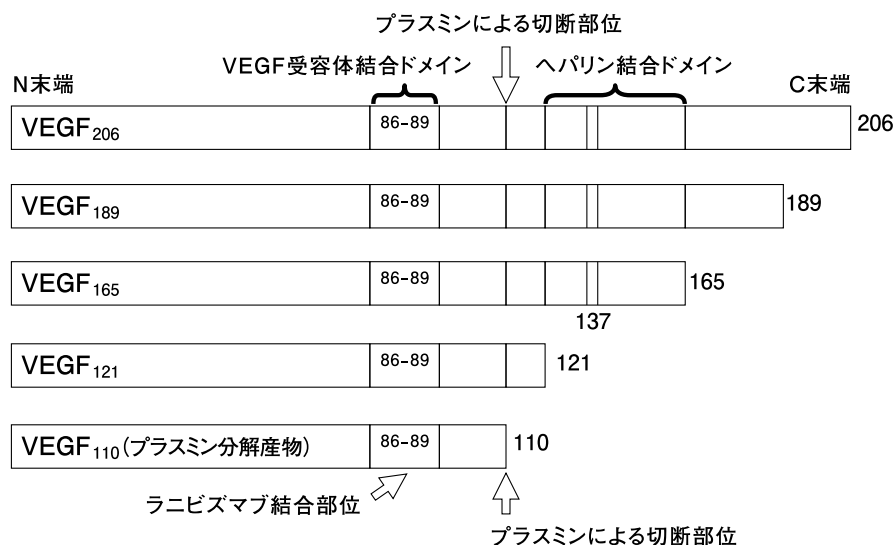 プラスミンによる切断部位
VEGF受容体結合ドメイン
ヘパリン結合ドメイン
N末端
C末端
VEGF206
86-89
206
VEGF189
86-89
189
VEGF165
86-89
165
137
VEGF121
86-89
121
VEGF110(プラスミン分解産物)
86-89
110
ラニビズマブ結合部位
プラスミンによる切断部位